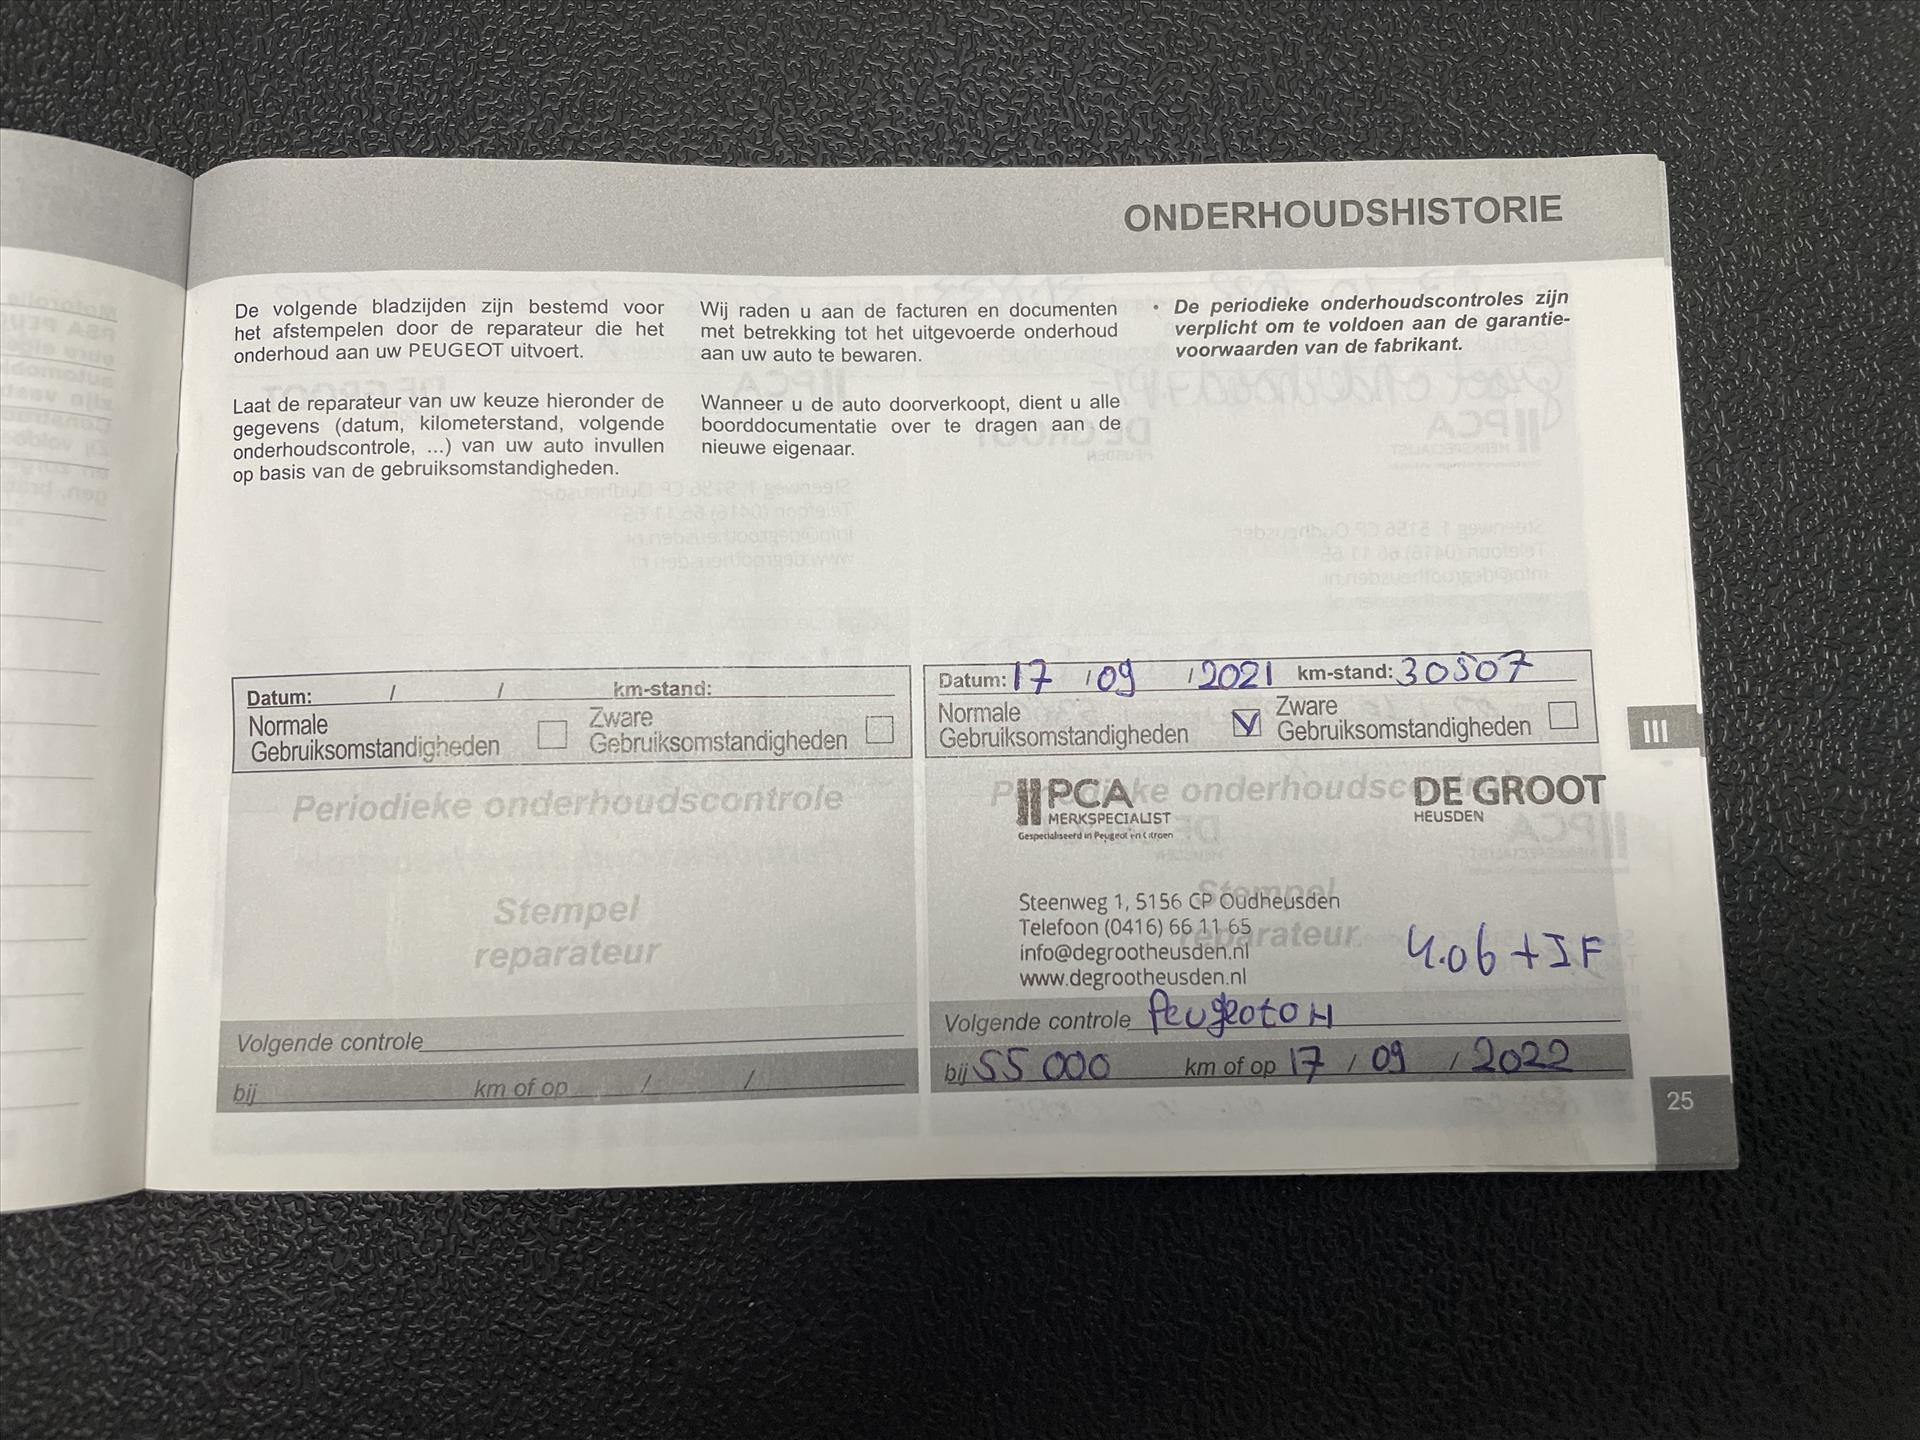 ONDERHOUDSHISTORIE
De volgende bladzijden zijn bestemd voor
het afstempelen door de reparateur die het
onderhoud aan uw PEUGEOT uitvoert.
Laat de reparateur van uw keuze hieronder de
gegevens (datum, kilometerstand, volgende
onderhoudscontrole, ...) van uw auto invullen
op basis van de gebruiksomstandigheden.
Wij raden u aan de facturen en documenten
met betrekking tot het uitgevoerde onderhoud
aan uw auto te bewaren.
Wanneer u de auto doorverkoopt, dient u alle
boorddocumentatie over te dragen aan de
nieuwe eigenaar.
• De periodieke onderhoudscontroles zijn
verplicht om te voldoen aan de garantie-
voorwaarden van de fabrikant.
Datum: / / km-stand:
Normale
Gebruiksomstandigheden
Zware
Gebruiksomstandigheden
Periodieke onderhoudscontrole
Stempel
reparateur
Volgende controle
bij km of op / /
Datum: 17 / 09 / 2021 km-stand: 30507
Normale
Gebruiksomstandigheden
Zware
Gebruiksomstandigheden
Periodieke onderhoudscontrole
PCA
MERKSPECIALIST
Gespecialiseerd in Peugeot en Citroen
DE GROOT
HEUSDEN
Stempel
reparateur
Steenweg 1, 5156 CP Oudheusden
Telefoon (0416) 66 11 65
info@degrootheusden.nl
www.degrootheusden.nl
4.06 + IF
Volgende controle Peugeot OH
bij 55 000 km of op 17 / 09 / 2022
III
25